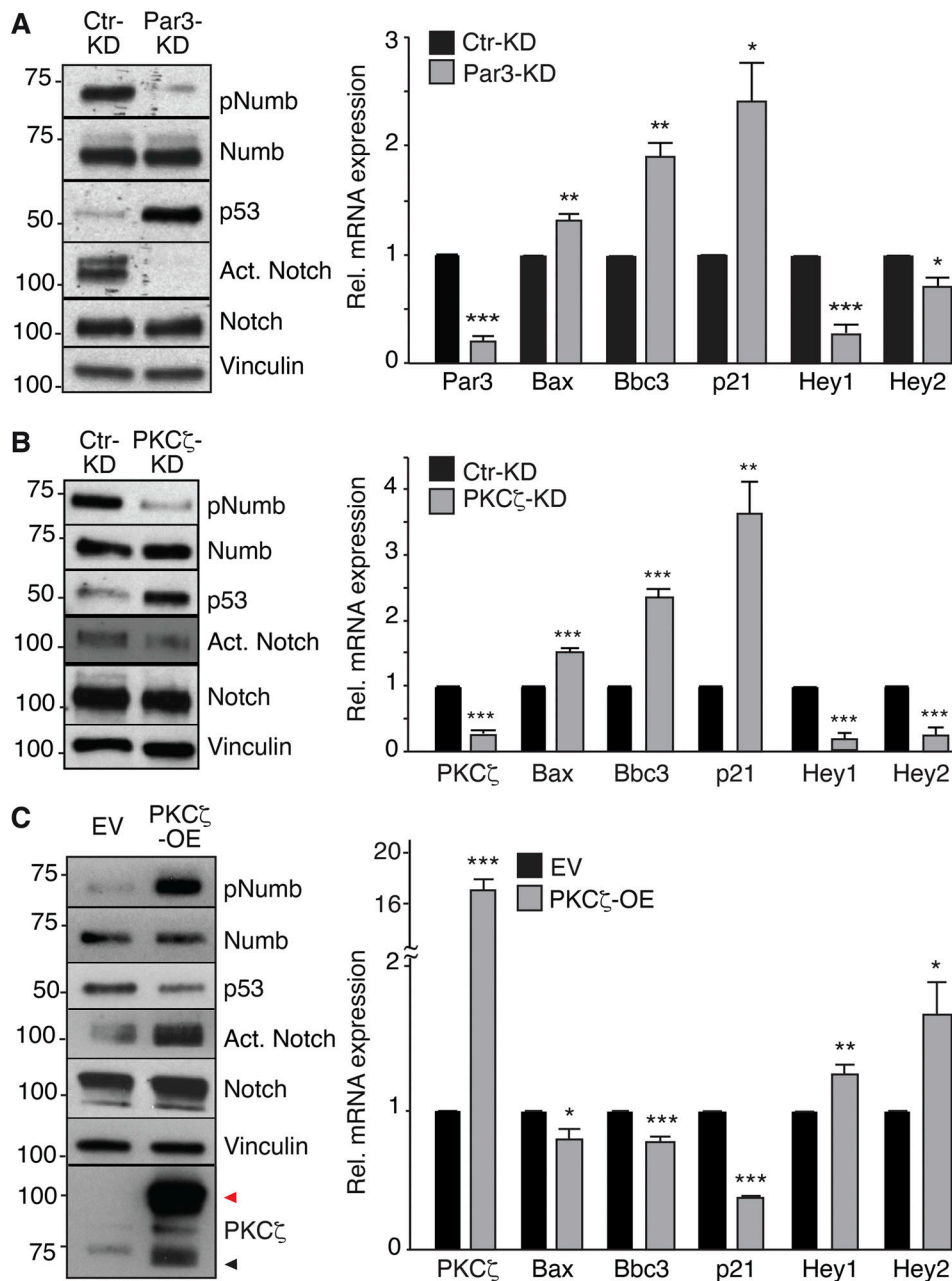 A
Ctr-
KD
Par3-
KD
75
pNumb
75
Numb
50
p53
100
Act. Notch
100
Notch
100
Vinculin
3
2
1
0
Rel. mRNA expression
Ctr-KD
Par3-KD
***
**
**
*
***
*
Par3 Bax Bbc3 p21 Hey1 Hey2
B
Ctr-
KD
PKCζ-
KD
75
pNumb
75
Numb
50
p53
100
Act. Notch
100
Notch
100
Vinculin
4
3
2
1
0
Rel. mRNA expression
Ctr-KD
PKCζ-KD
***
***
***
**
***
***
PKCζ Bax Bbc3 p21 Hey1 Hey2
C
EV
PKCζ
-OE
75
pNumb
75
Numb
50
p53
100
Act. Notch
100
Notch
100
Vinculin
100
PKCζ
75
20
16
2
1
0
Rel. mRNA expression
EV
PKCζ-OE
***
*
***
***
**
*
PKCζ Bax Bbc3 p21 Hey1 Hey2